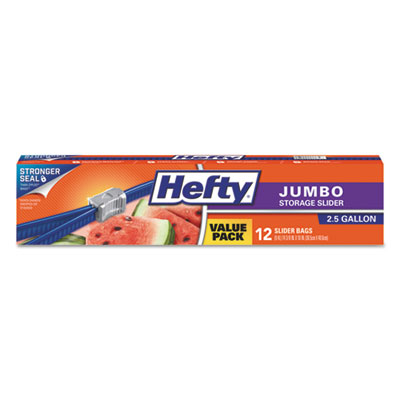 STRONGER
SEAL
Hefty
JUMBO
STORAGE SLIDER
2.5 GALLON
VALUE
PACK
12 SLIDER BAGS